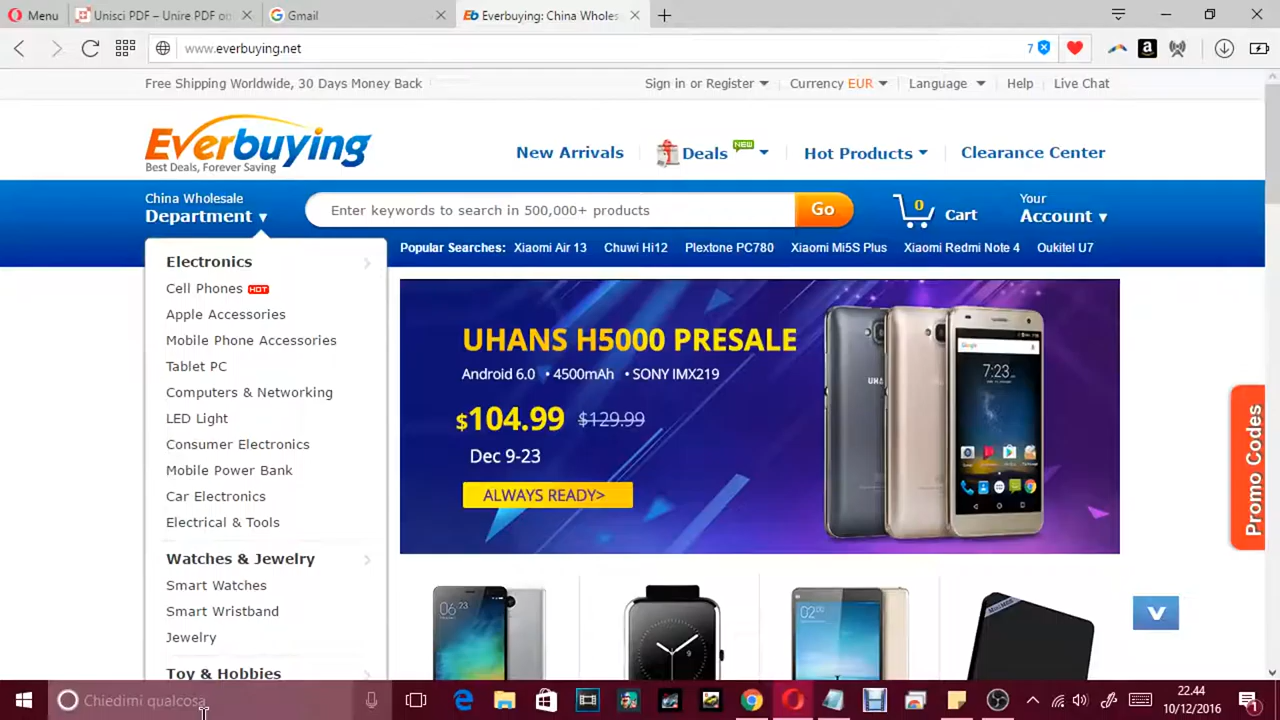 Menu
Unisci PDF – Unire PDF on
Gmail
Everbuying: China Wholes
www.everbuying.net
7
a
Free Shipping Worldwide, 30 Days Money Back
Sign in or Register
Currency EUR
Language
Help
Live Chat
Everbuying
Best Deals, Forever Saving
New Arrivals
Deals
NEW
Hot Products
Clearance Center
China Wholesale
Department
Enter keywords to search in 500,000+ products
Go
0
Cart
Your
Account
Popular Searches: Xiaomi Air 13 Chuwi Hi12 Plextone PC780 Xiaomi Mi5S Plus Xiaomi Redmi Note 4 Oukitel U7
Electronics
Cell Phones HOT
Apple Accessories
Mobile Phone Accessories
Tablet PC
Computers & Networking
LED Light
Consumer Electronics
Mobile Power Bank
Car Electronics
Electrical & Tools
Watches & Jewelry
Smart Watches
Smart Wristband
Jewelry
Toy & Hobbies
UHANS H5000 PRESALE
Android 6.0 • 4500mAh • SONY IMX219
$104.99 $129.99
Dec 9-23
ALWAYS READY>
Google
7:23
Promo Codes
06:23
02:00
Chiedimi qualcosa
22.44
10/12/2016
1